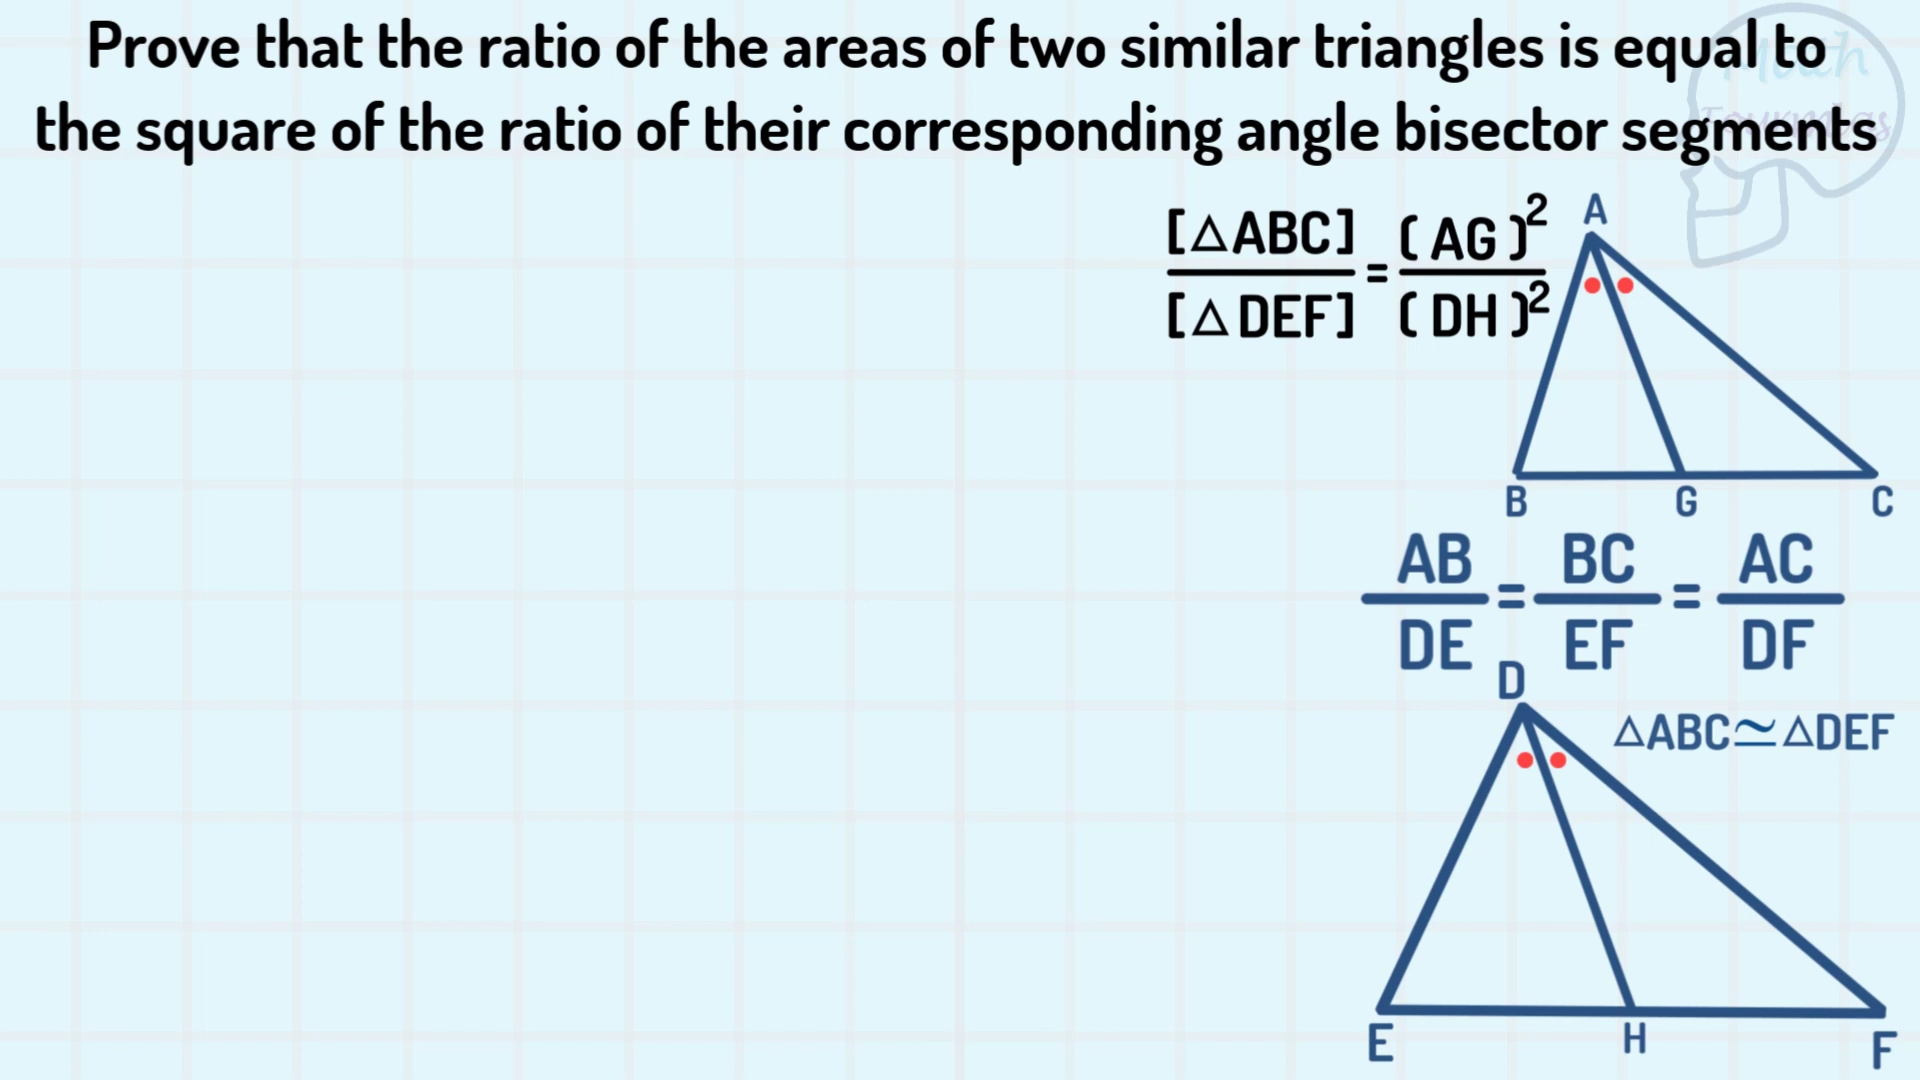 Prove that the ratio of the areas of two similar triangles is equal to
the square of the ratio of their corresponding angle bisector segments
Math
Tourmbas
[△ABC] / [△DEF] = (AG)² / (DH)²
A
B G C
AB / DE = BC / EF = AC / DF
D
△ABC≃△DEF
E H F